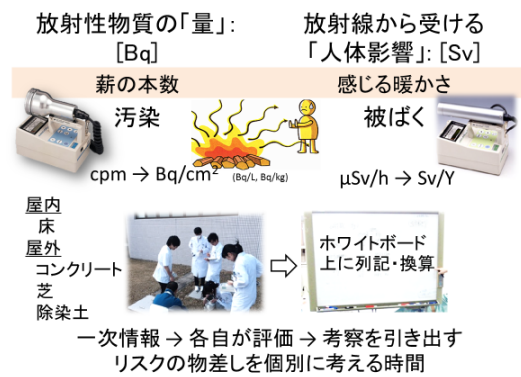 放射性物質の「量」:
[Bq]
放射線から受ける
「人体影響」: [Sv]
薪の本数
感じる暖かさ
汚染
被ばく
cpm → Bq/cm²
(Bq/L, Bq/kg)
μSv/h → Sv/Y
屋内
床
屋外
コンクリート
芝
除染土
ホワイトボード
上に列記・換算
一次情報 → 各自が評価 → 考察を引き出す
リスクの物差しを個別に考える時間